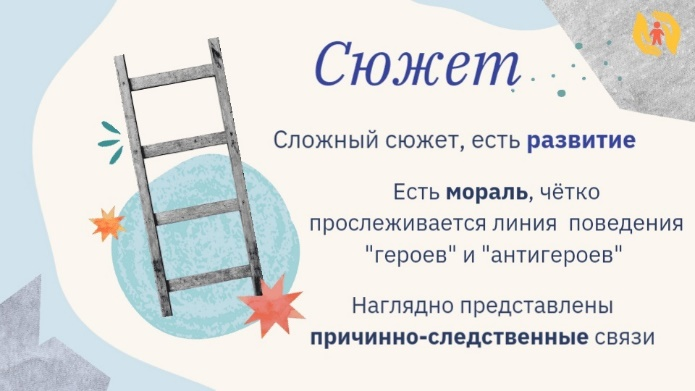 Сюжет
Сложный сюжет, есть развитие
Есть мораль, чётко
прослеживается линия поведения
"героев" и "антигероев"
Наглядно представлены
причинно-следственные связи